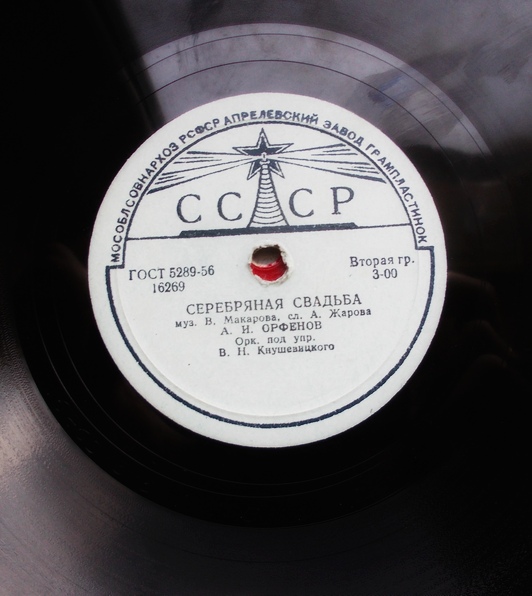 МОСОБЛСОВНАРХОЗ РСФСР АПРЕЛЕВСКИЙ ЗАВОД ГРАМПЛАСТИНОК
СССР
ГОСТ 5289-56
16269
Вторая гр.
3-00
СЕРЕБРЯНАЯ СВАДЬБА
муз. В. Макарова, сл. А. Жарова
А. И. ОРФЕНОВ
Орк. под упр.
В. Н. Кнушевицкого